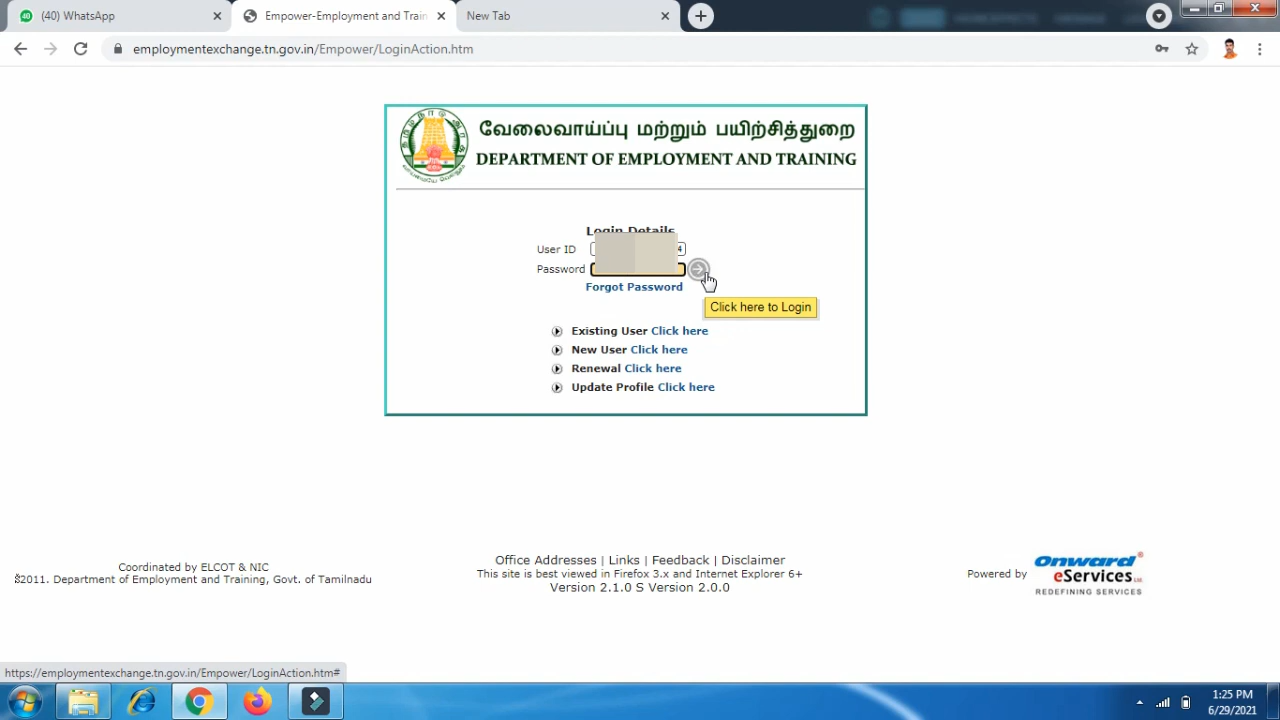 (40) WhatsApp
Empower-Employment and Train
New Tab
employmentexchange.tn.gov.in/Empower/LoginAction.htm
வேலைவாய்ப்பு மற்றும் பயிற்சித்துறை
DEPARTMENT OF EMPLOYMENT AND TRAINING
Login Details
User ID 4
Password
Forgot Password
Click here to Login
Existing User Click here
New User Click here
Renewal Click here
Update Profile Click here
Office Addresses | Links | Feedback | Disclaimer
This site is best viewed in Firefox 3.x and Internet Explorer 6+
Version 2.1.0 S Version 2.0.0
Coordinated by ELCOT & NIC
©2011. Department of Employment and Training, Govt. of Tamilnadu
Powered by
Onward
eServices Ltd.
REDEFINING SERVICES
https://employmentexchange.tn.gov.in/Empower/LoginAction.htm#
1:25 PM
6/29/2021